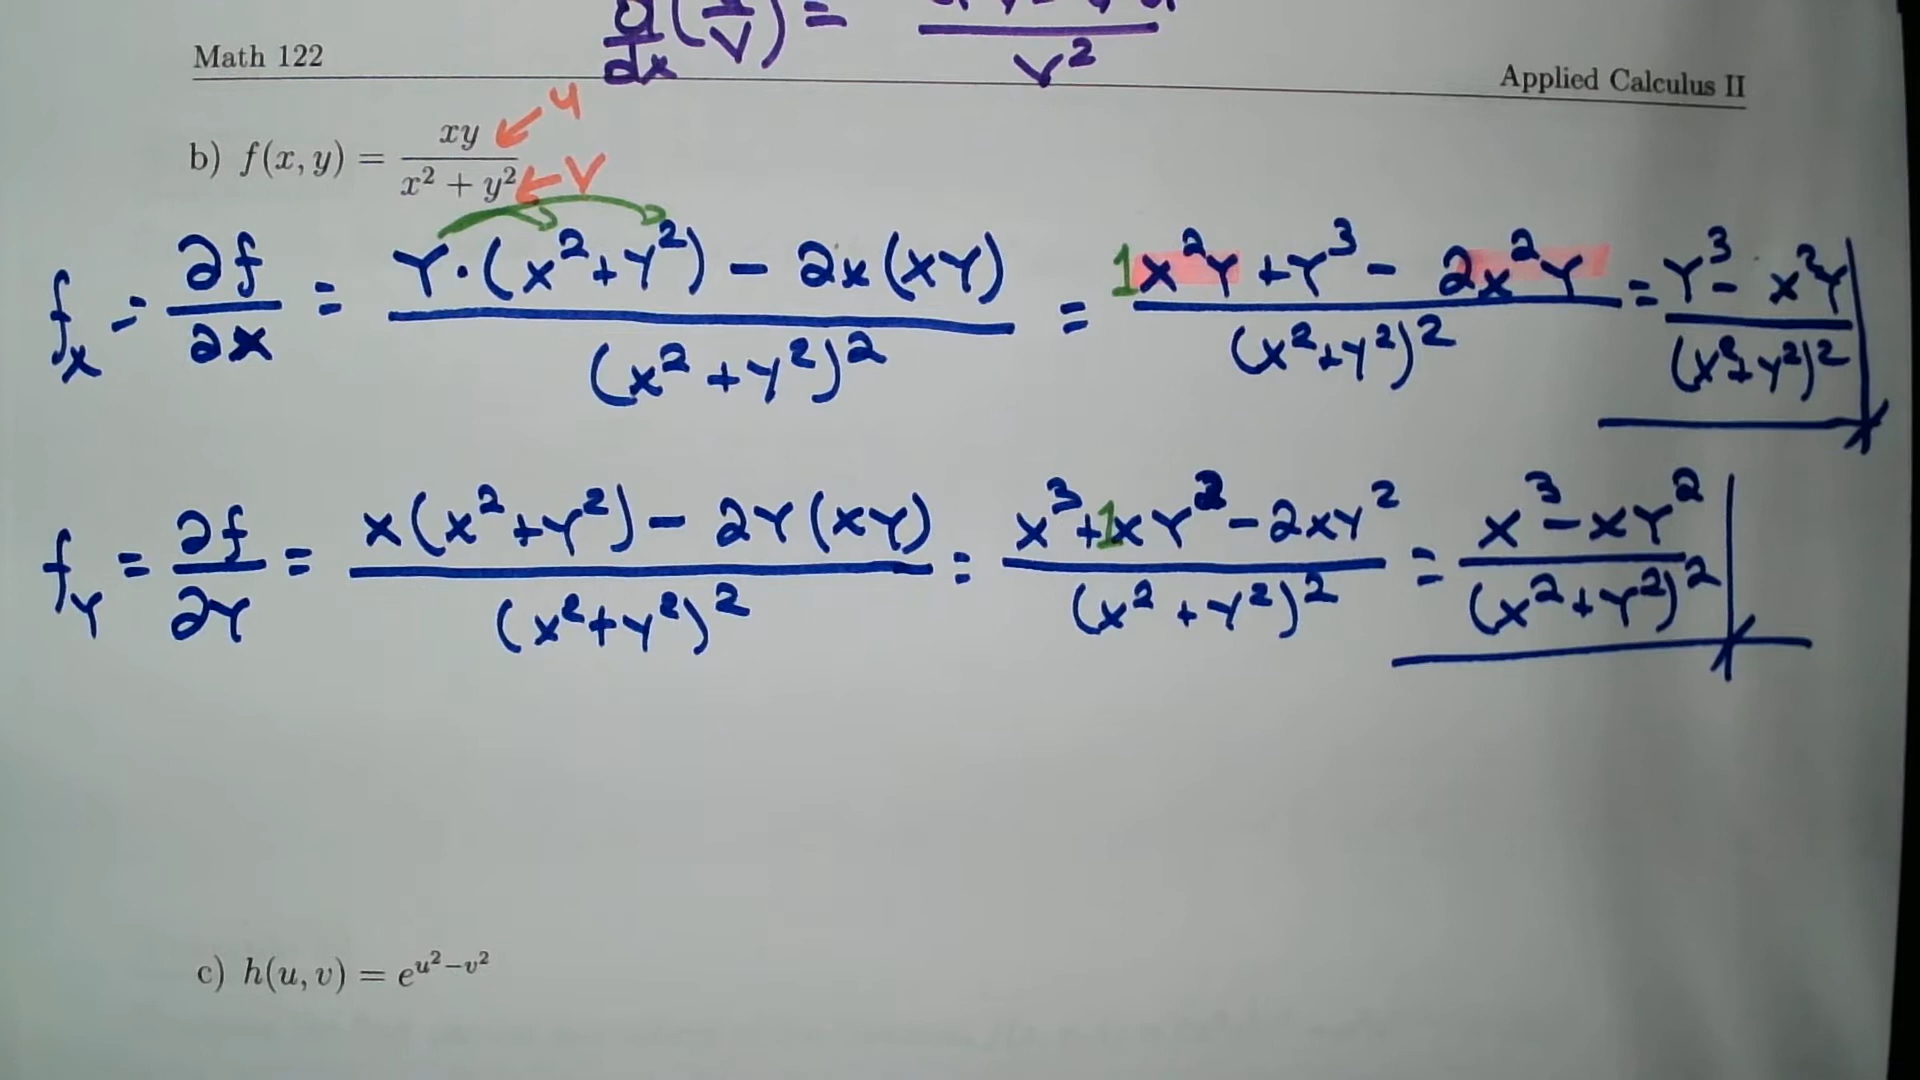 d/dx (u/v) = /v²
Math 122
Applied Calculus II
b) f(x, y) = xy/(x² + y²) ← u ← V
f_x = ∂f/∂x = (Y·(x²+Y²) − 2x(xY))/(x²+Y²)² = (1x²Y + Y³ − 2x²Y)/(x²+Y²)² = (Y³ − x²Y)/(x²+Y²)²
f_Y = ∂f/∂Y = (x(x²+Y²) − 2Y(xY))/(x²+Y²)² = (x³ + 1xY² − 2xY²)/(x²+Y²)² = (x³ − xY²)/(x²+Y²)²
c) h(u, v) = e^(u²−v²)